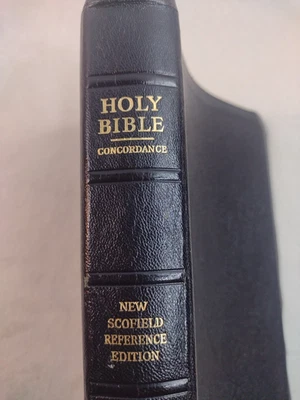 HOLY
BIBLE
CONCORDANCE
NEW
SCOFIELD
REFERENCE
EDITION